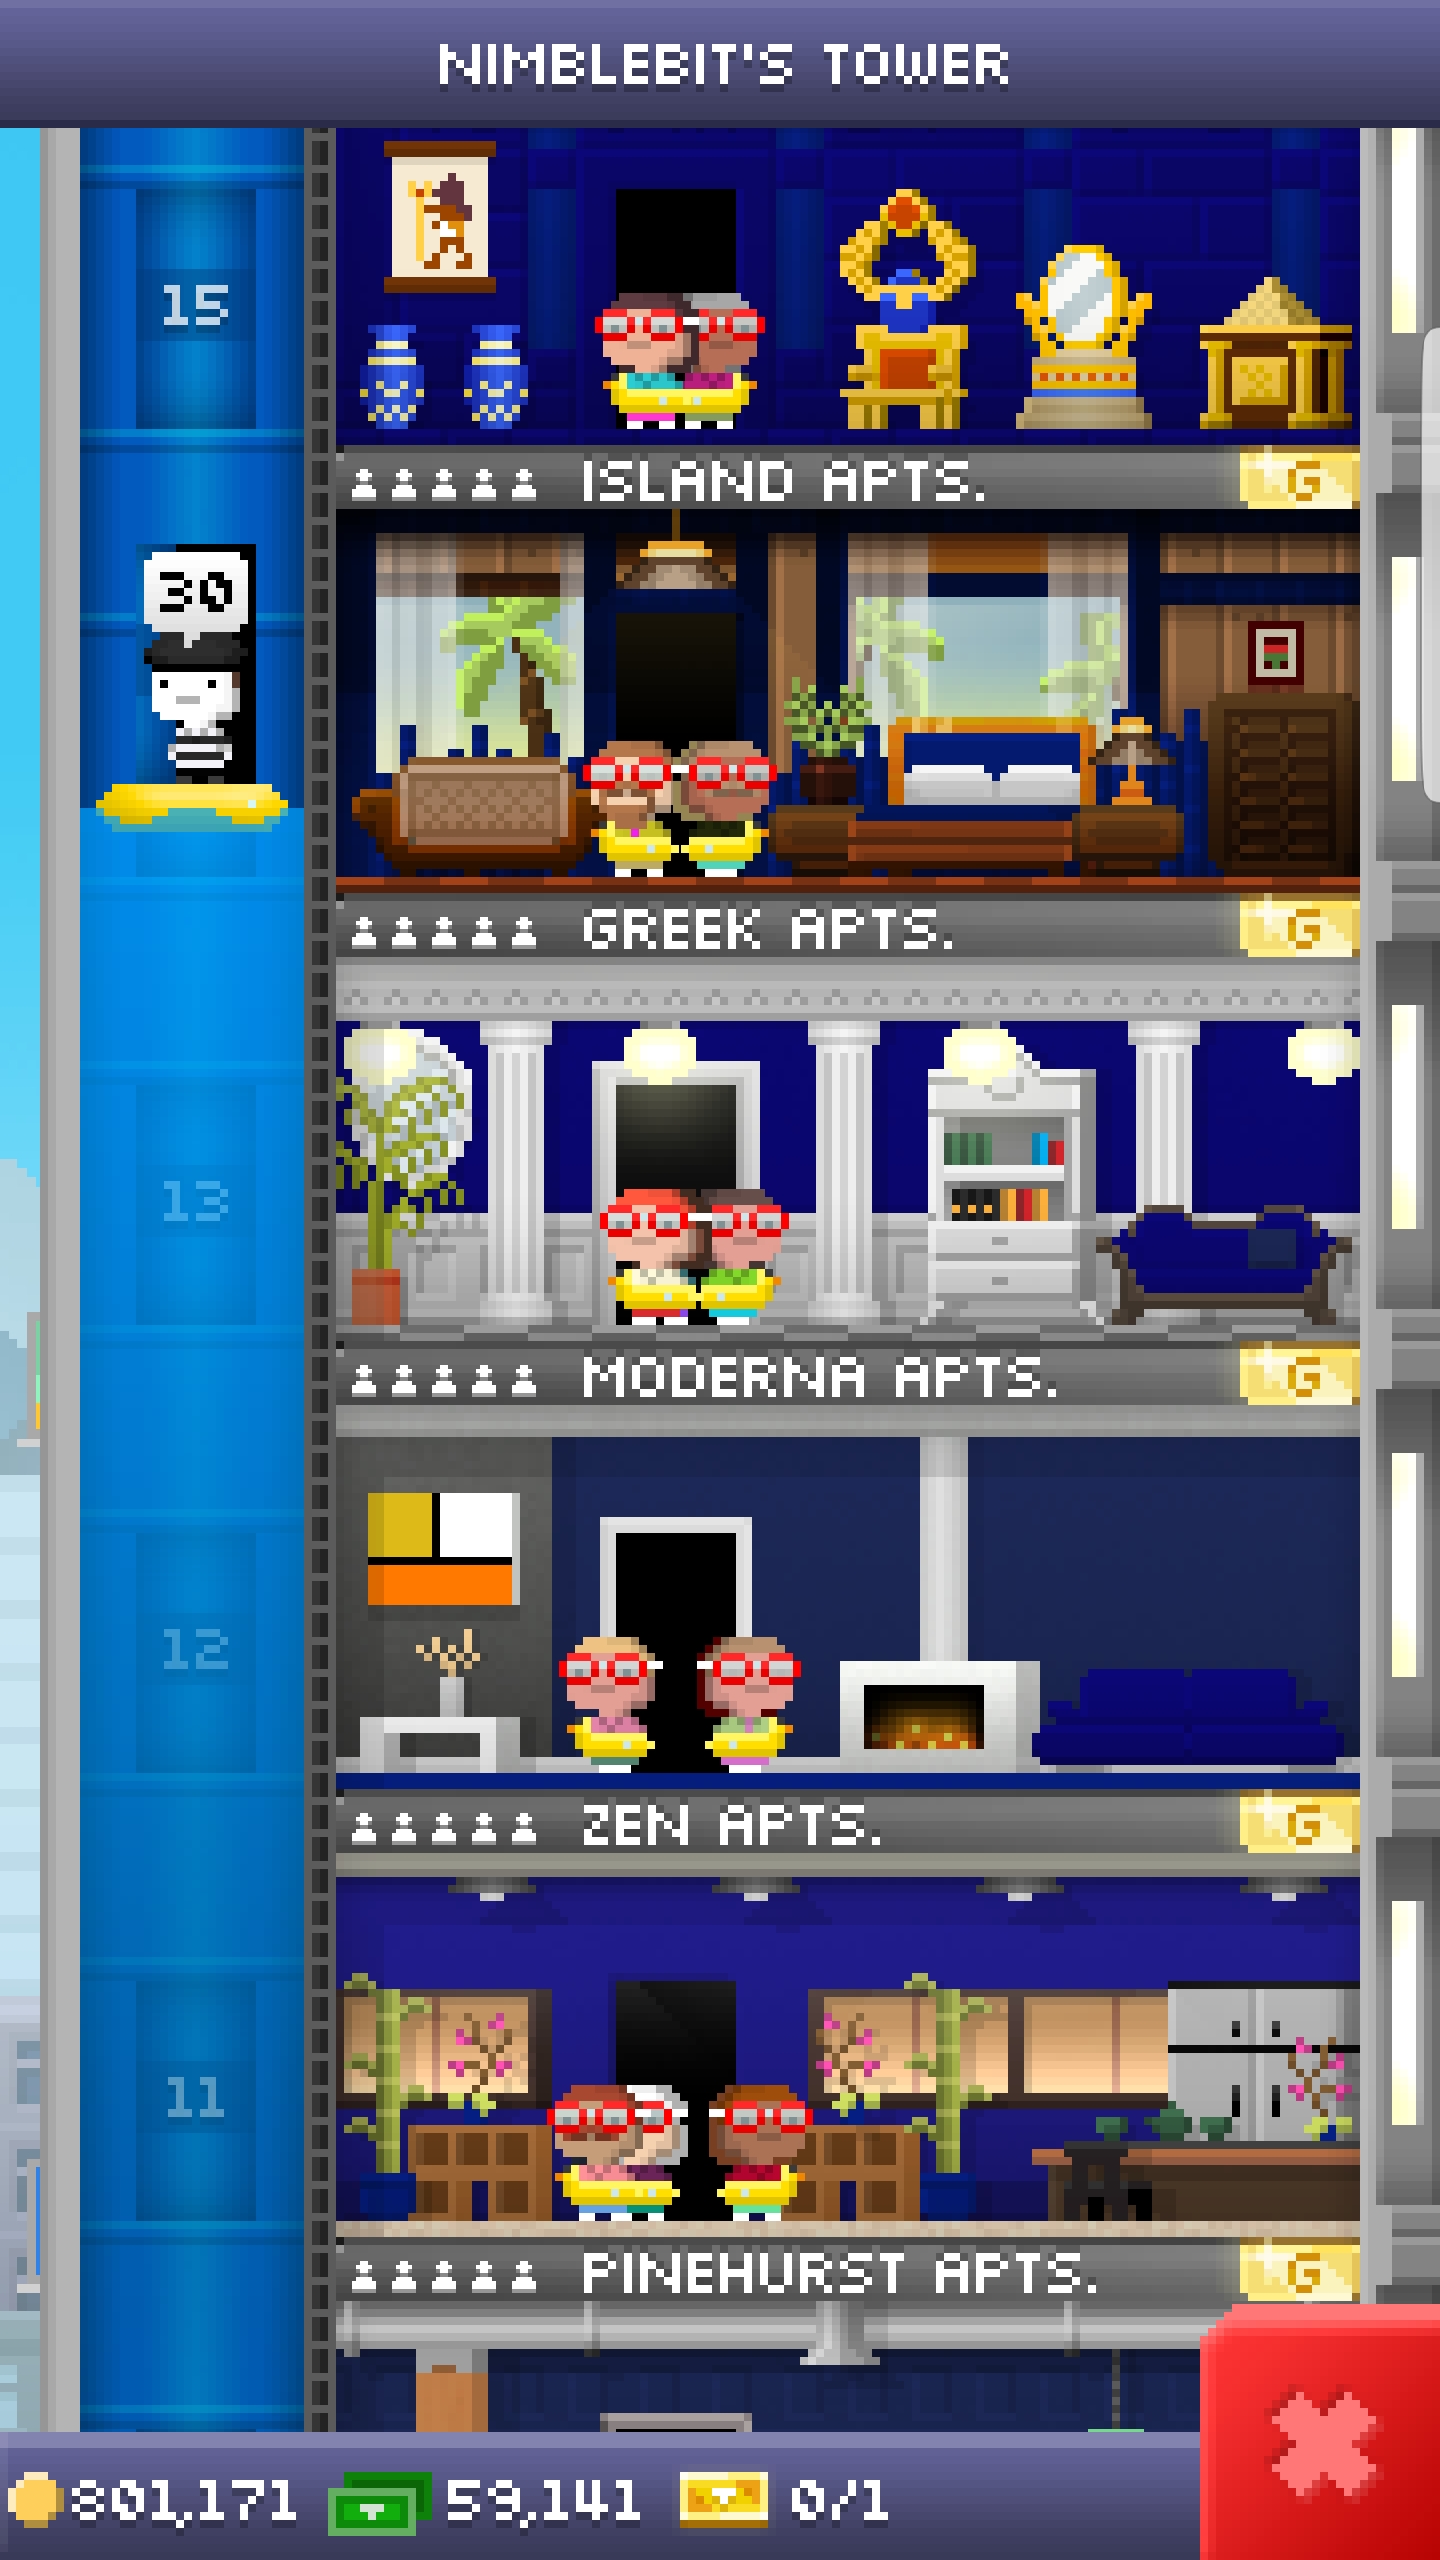 NIMBLEBIT'S TOWER
15
ISLAND APTS. G
30
GREEK APTS. G
13
MODERNA APTS. G
12
ZEN APTS. G
11
PINEHURST APTS. G
801,171 59,141 0/1